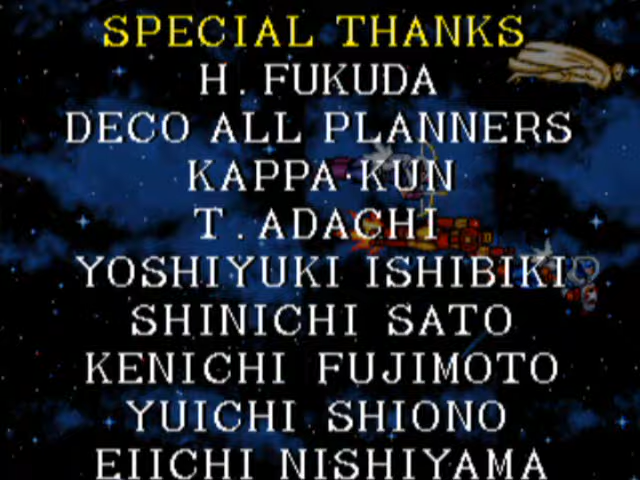 SPECIAL THANKS
H. FUKUDA
DECO ALL PLANNERS
KAPPA KUN
T. ADACHI
YOSHIYUKI ISHIBIKI
SHINICHI SATO
KENICHI FUJIMOTO
YUICHI SHIONO
EIICHI NISHIYAMA